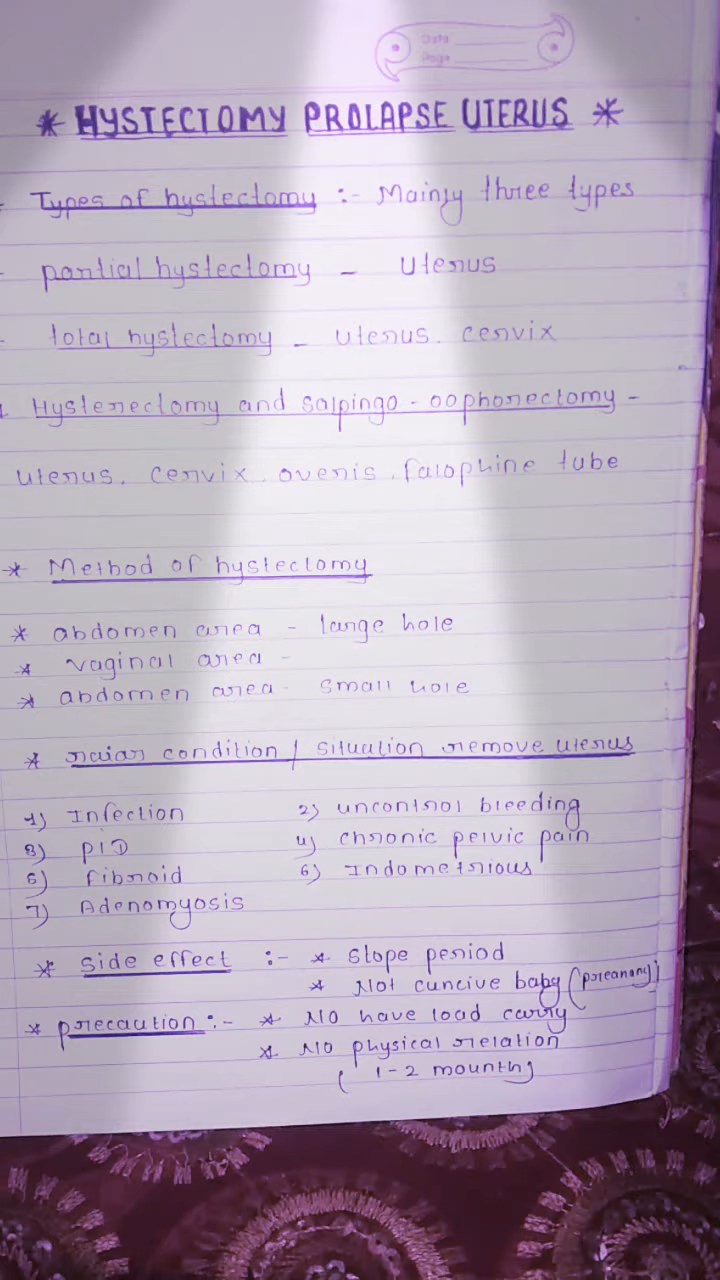 Date
Page
* HYSTECTOMY PROLAPSE UTERUS *
- Types of hystectomy :- Mainly three types
- partial hystectomy - Uterus
- total hystectomy - uterus. cervix
Hysterectomy and salpingo - oophorectomy -
uterus. cervix. overis. falophine tube
* Method of hystectomy
* abdomen area - large hole
* vaginal area -
* abdomen area - small hole
* condition / situation remove uterus
1) Infection 2) uncontrol bleeding
3) PID 4) chronic pelvic pain
5) fibroid 6) Indometrious
7) Adenomyosis
* side effect :- * Slope period
* Not cuncive baby
* precaution :- * No have load carry
* No physical relation
( 1-2 mounth)